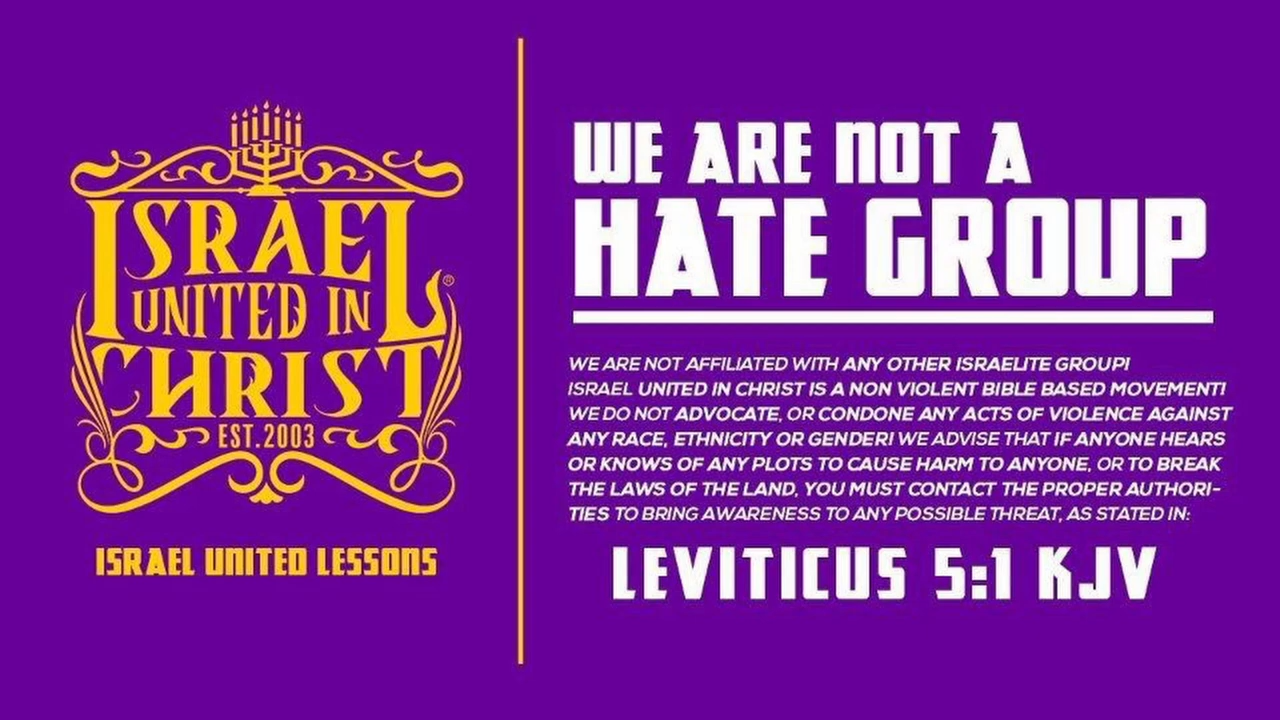 ISRAEL
UNITED IN
CHRIST
®
EST.2003
ISRAEL UNITED LESSONS
WE ARE NOT A
HATE GROUP
WE ARE NOT AFFILIATED WITH ANY OTHER ISRAELITE GROUP!
ISRAEL UNITED IN CHRIST IS A NON VIOLENT BIBLE BASED MOVEMENT!
WE DO NOT ADVOCATE, OR CONDONE ANY ACTS OF VIOLENCE AGAINST
ANY RACE, ETHNICITY OR GENDER! WE ADVISE THAT IF ANYONE HEARS
OR KNOWS OF ANY PLOTS TO CAUSE HARM TO ANYONE, OR TO BREAK
THE LAWS OF THE LAND, YOU MUST CONTACT THE PROPER AUTHORI-
TIES TO BRING AWARENESS TO ANY POSSIBLE THREAT, AS STATED IN:
LEVITICUS 5:1 KJV